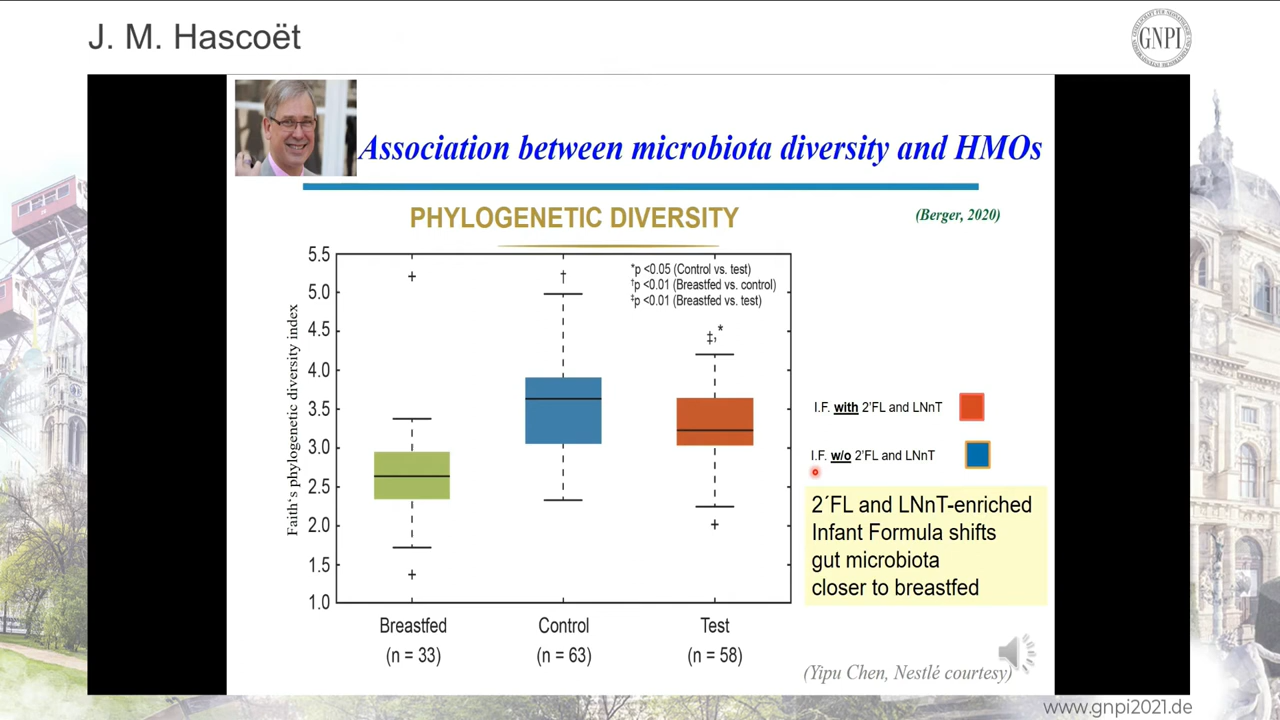 J. M. Hascoët
GNPI
Association between microbiota diversity and HMOs
PHYLOGENETIC DIVERSITY
(Berger, 2020)
Faith's phylogenetic diversity index
5.5
5.0
4.5
4.0
3.5
3.0
2.5
2.0
1.5
1.0
*p <0.05 (Control vs. test)
†p <0.01 (Breastfed vs. control)
‡p <0.01 (Breastfed vs. test)
†
‡,*
Breastfed
(n = 33)
Control
(n = 63)
Test
(n = 58)
I.F. with 2'FL and LNnT
I.F. w/o 2'FL and LNnT
2´FL and LNnT-enriched
Infant Formula shifts
gut microbiota
closer to breastfed
(Yipu Chen, Nestlé courtesy)
www.gnpi2021.de